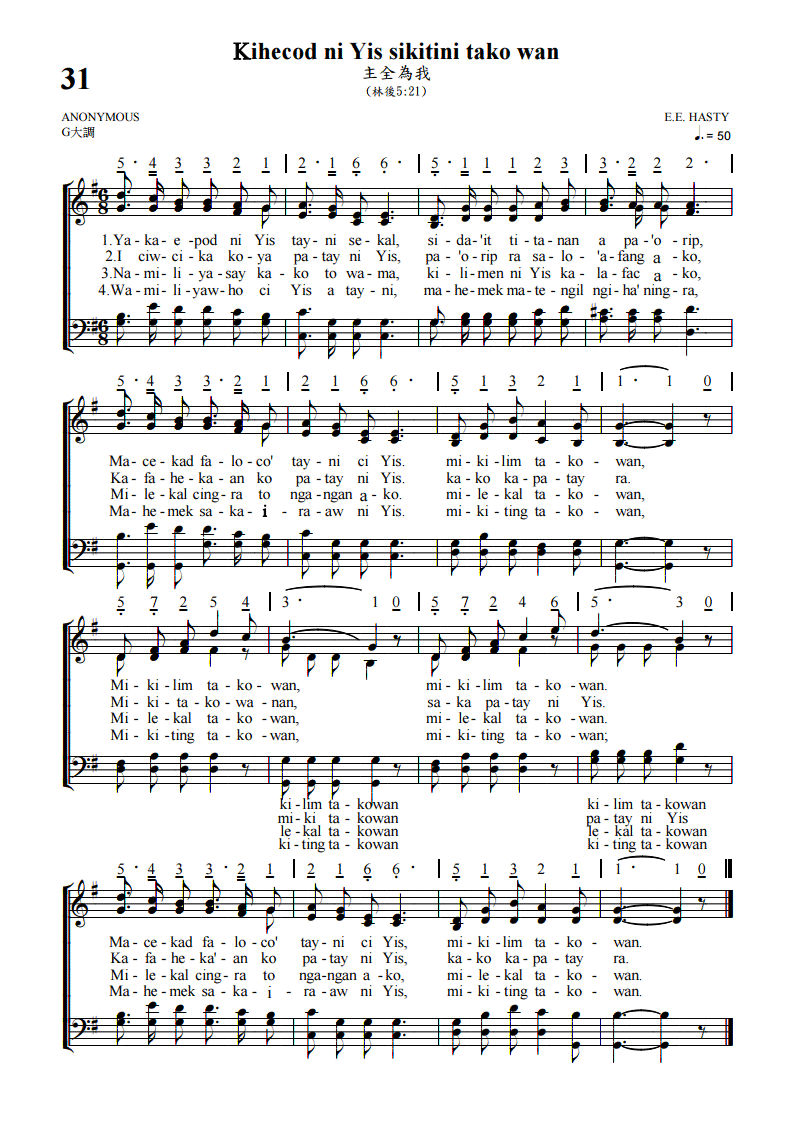 Kihecod ni Yis sikitini tako wan
31
主全為我
(林後5:21)
ANONYMOUS
E.E. HASTY
G大調
♩. = 50
5 · 4 3 3 · 2 1 | 2 · 1 6 6 · | 5 · 1 1 1 2 3 | 3 · 2 2 2 · |
1.Ya- ka- e -pod ni Yis tay- ni se- kal, si- da-'it ti- tan a pa-'o- rip,
2.I ciw-ci- ka ko- ya pa- tay ni Yis, pa-'o- rip ra sa- lo-'a-fang a - ko,
3.Na- mi- li -ya-say ka- ko to wa- ma, ki - li- men ni Yis ka- la- fac a - ko,
4.Wa- mi- li-yaw-ho ci Yis a tay- ni, ma- he- mek ma- te- ngil ngi-ha' ning- ra,
5 · 4 3 3 · 2 1 | 2 1 6 6 · | 5 1 3 2 1 | 1 · 1 0 |
Ma- ce- kad fa- lo- co' tay- ni ci Yis. mi - ki - lim ta - ko - wan,
Ka- fa- he- ka- an ko pa- tay ni Yis. ka- ko ka- pa- tay ra.
Mi- le- kal cing- ra to nga- ngan a - ko. mi - le - kal ta - ko - wan,
Ma- he- mek sa- ka - i - ra- aw ni Yis. mi - ki - ting ta - ko - wan,
5 7 2 5 4 | 3 · 1 0 | 5 7 2 4 6 | 5 · 3 0 |
Mi - ki - lim ta - ko - wan, mi - ki - lim ta - ko - wan.
Mi - ki - ta - ko - wa - nan, sa - ka pa- tay ni Yis.
Mi - le - kal ta - ko - wan, mi - le - kal ta - ko - wan.
Mi - ki - ting ta - ko - wan, mi - ki - ting ta - ko - wan;
ki - lim ta - kowan ki - lim ta - kowan
mi - ki ta - kowan pa - tay ni Yis
le - kal ta - kowan le - kal ta - kowan
ki - ting ta - kowan ki - ting ta - kowan
5 · 4 3 3 · 2 1 | 2 · 1 6 6 · | 5 1 3 2 1 | 1 · 1 0 ||
Ma- ce- kad fa- lo- co' tay- ni ci Yis, mi - ki - lim ta - ko - wan.
Ka- fa- he- ka'- an ko pa- tay ni Yis, ka- ko ka- pa- tay ra.
Mi- le- kal cing- ra to nga- ngan a - ko, mi - le - kal ta - ko - wan.
Ma- he- mek sa- ka - i - ra- aw ni Yis, mi - ki - ting ta - ko - wan.